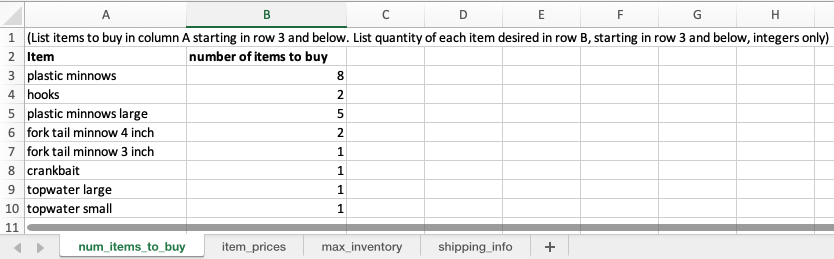 A B C D E F G H
1 (List items to buy in column A starting in row 3 and below. List quantity of each item desired in row B, starting in row 3 and below, integers only)
2 Item number of items to buy
3 plastic minnows 8
4 hooks 2
5 plastic minnows large 5
6 fork tail minnow 4 inch 2
7 fork tail minnow 3 inch 1
8 crankbait 1
9 topwater large 1
10 topwater small 1
11
num_items_to_buy item_prices max_inventory shipping_info +